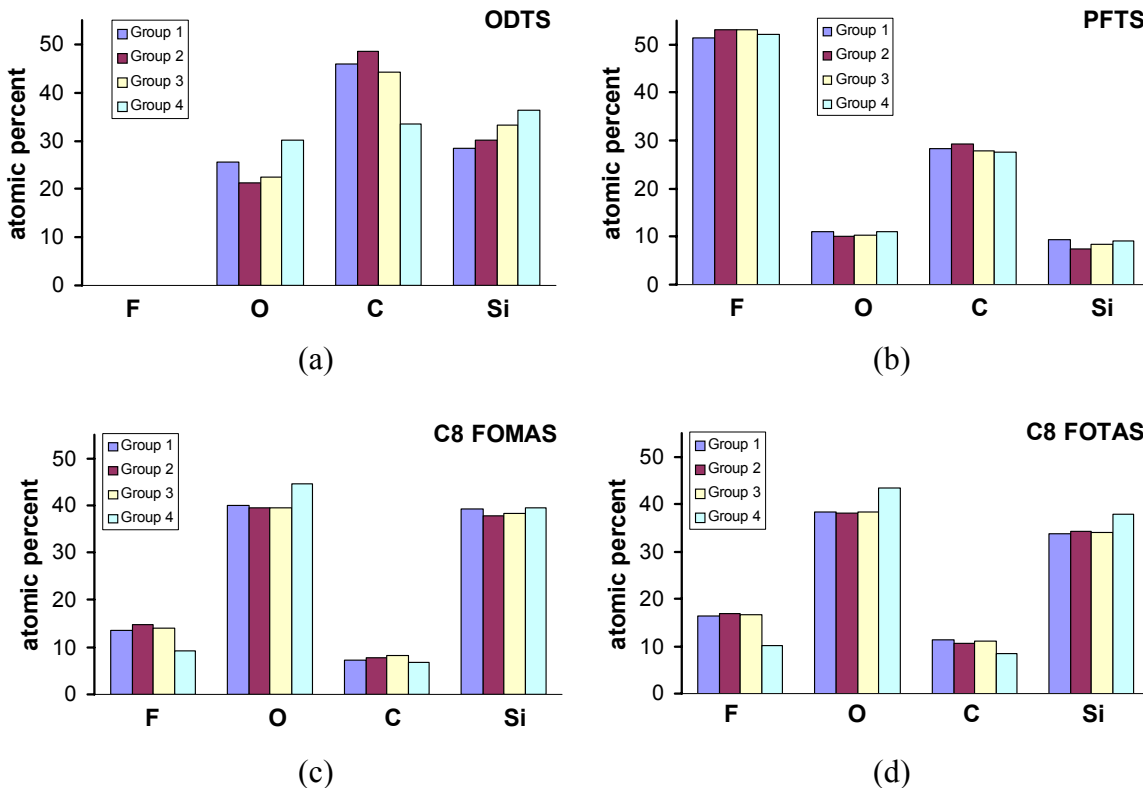 ODTS
Group 1
Group 2
Group 3
Group 4
atomic percent
50
40
30
20
10
0
F O C Si
(a)
PFTS
Group 1
Group 2
Group 3
Group 4
atomic percent
50
40
30
20
10
0
F O C Si
(b)
C8 FOMAS
Group 1
Group 2
Group 3
Group 4
atomic percent
50
40
30
20
10
0
F O C Si
(c)
C8 FOTAS
Group 1
Group 2
Group 3
Group 4
atomic percent
50
40
30
20
10
0
F O C Si
(d)